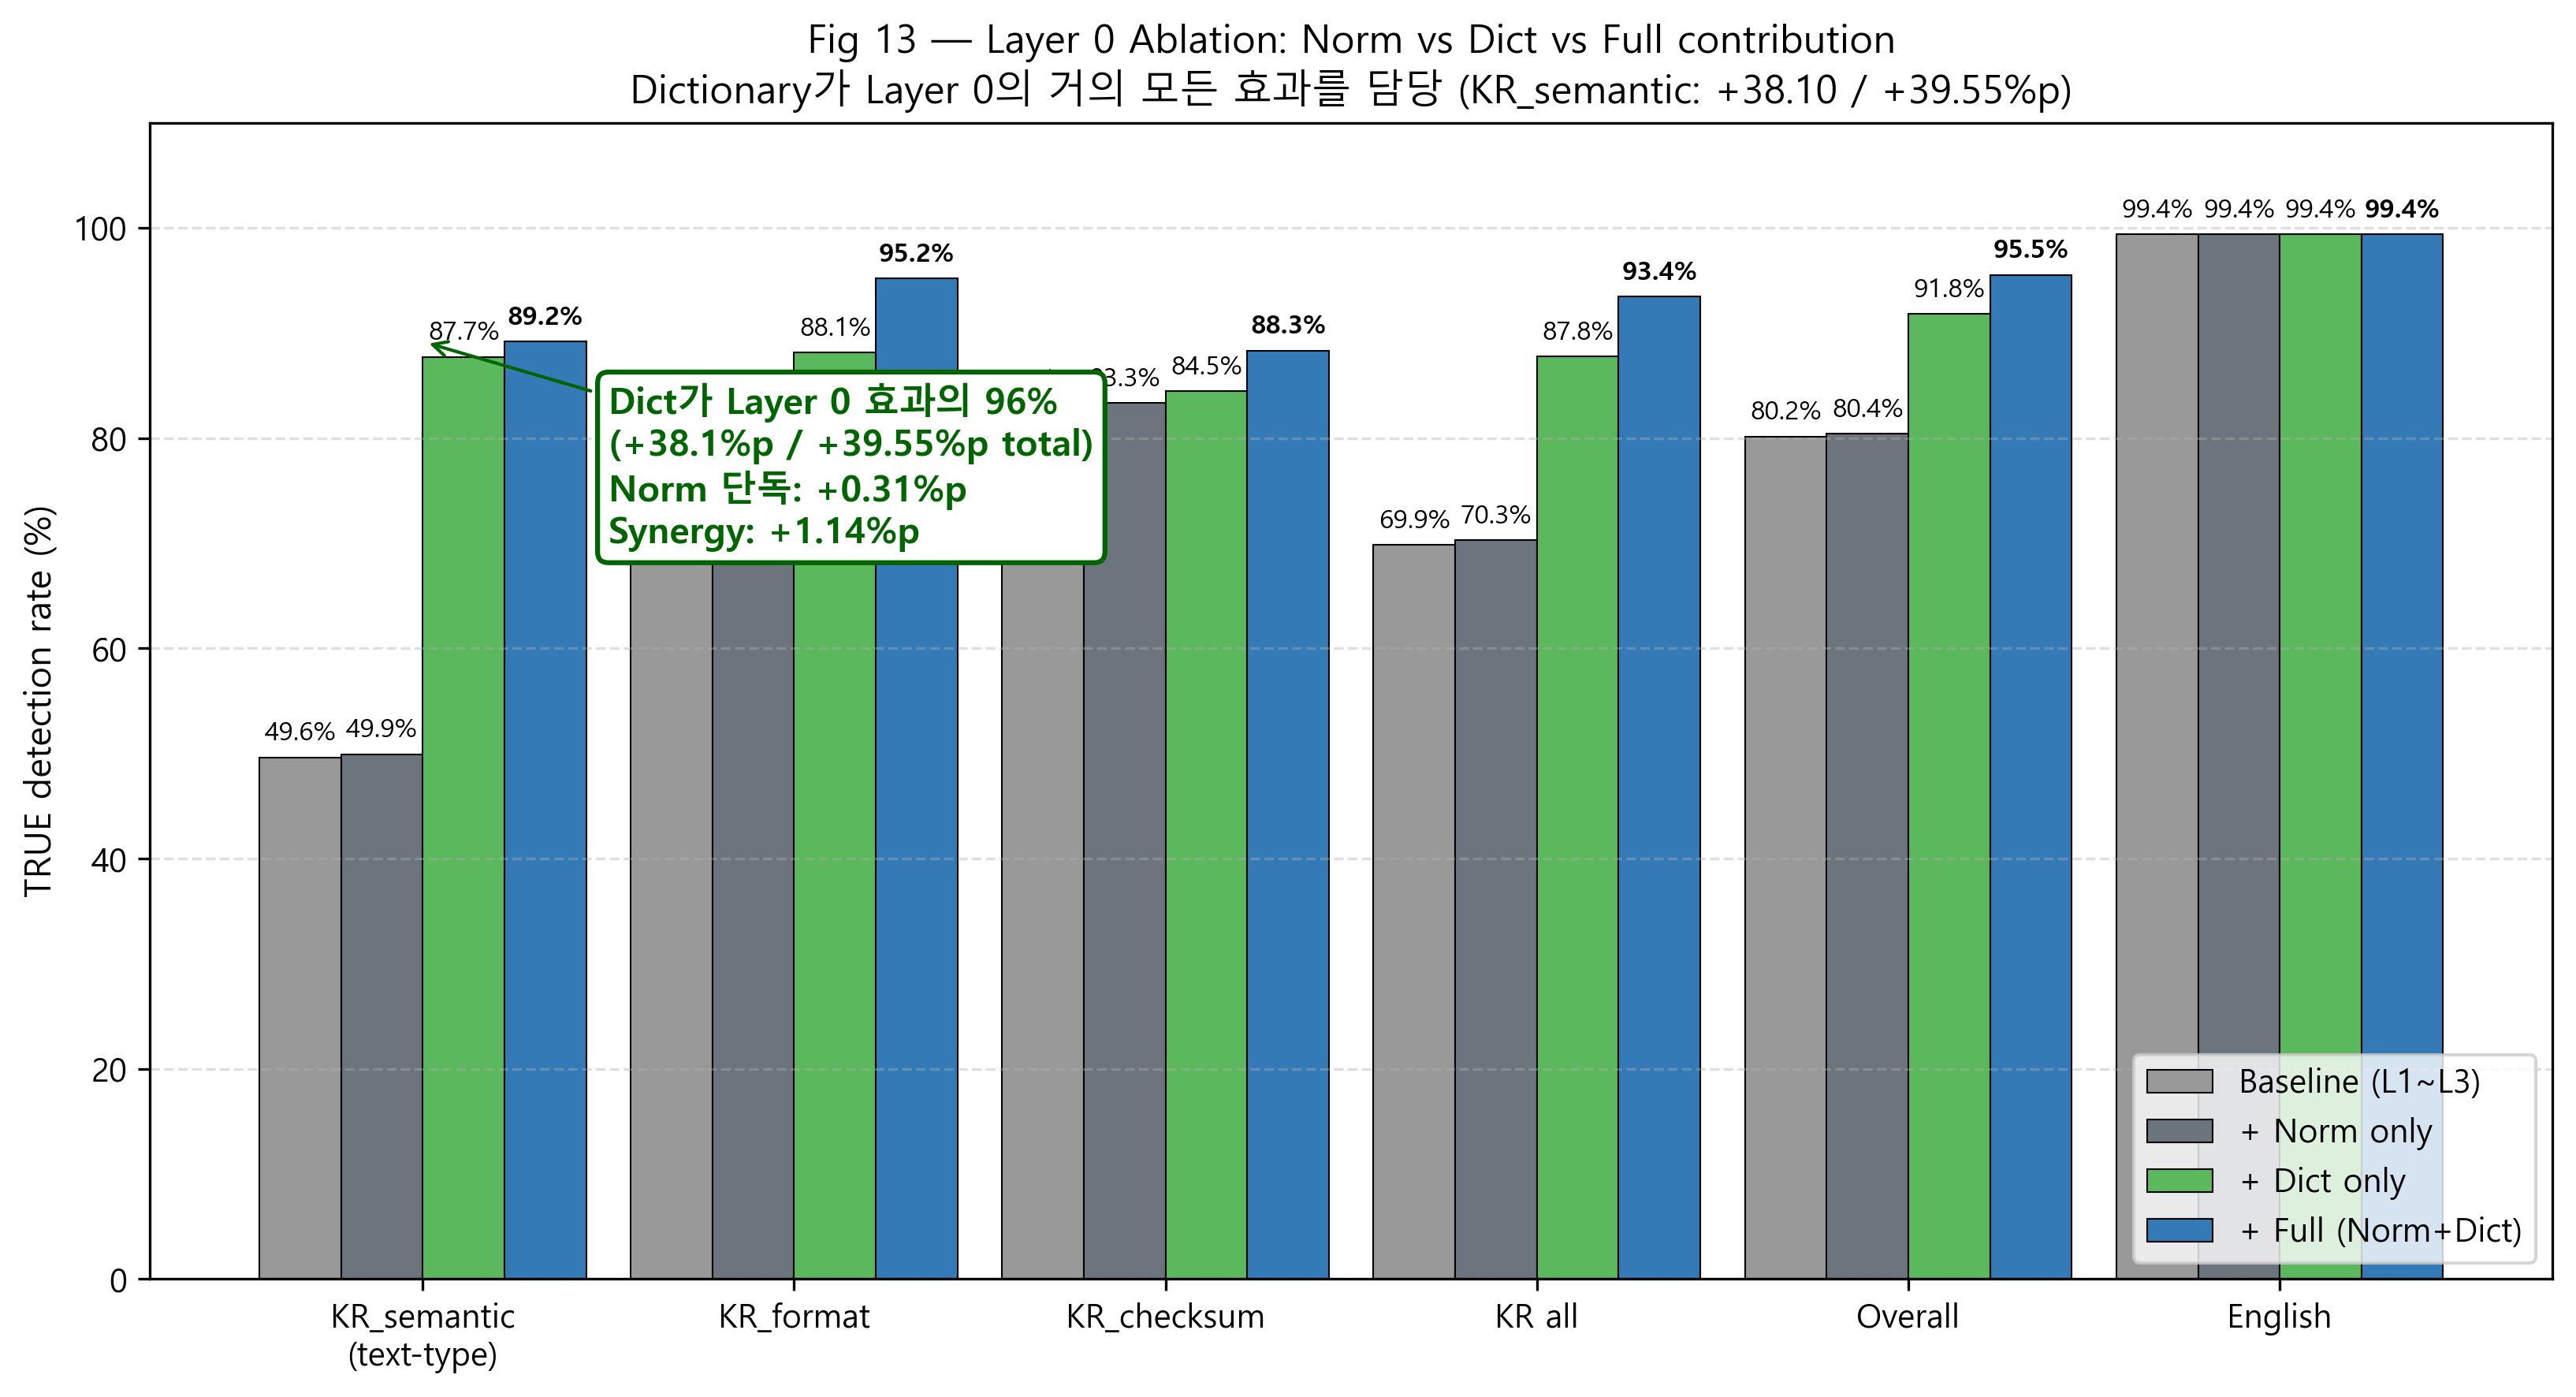 Fig 13 — Layer 0 Ablation: Norm vs Dict vs Full contribution
Dictionary가 Layer 0의 거의 모든 효과를 담당 (KR_semantic: +38.10 / +39.55%p)
TRUE detection rate (%)
100
80
60
40
20
0
49.6%
49.9%
87.7%
89.2%
88.1%
95.2%
84.5%
88.3%
69.9%
70.3%
87.8%
93.4%
80.2%
80.4%
91.8%
95.5%
99.4%
99.4%
99.4%
99.4%
Dict가 Layer 0 효과의 96%
(+38.1%p / +39.55%p total)
Norm 단독: +0.31%p
Synergy: +1.14%p
KR_semantic
(text-type)
KR_format
KR_checksum
KR all
Overall
English
Baseline (L1~L3)
+ Norm only
+ Dict only
+ Full (Norm+Dict)